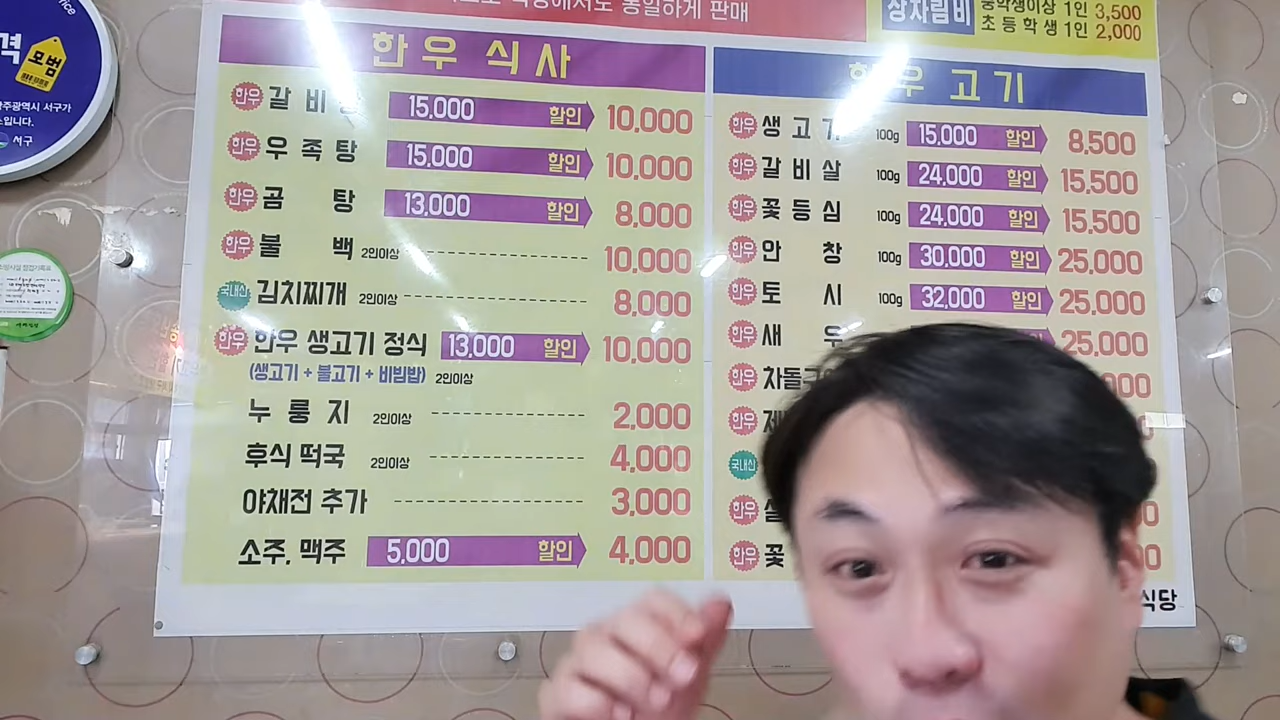 동일하게 판매
상차림비
중학생이상 1인 3,500
초등학생 1인 2,000
모범
서구
한우 식사
한우 갈비 15,000 할인 10,000
한우 우족탕 15,000 할인 10,000
한우 곰탕 13,000 할인 8,000
한우 불백 2인이상 10,000
국내산 김치찌개 2인이상 8,000
한우 한우 생고기 정식 13,000 할인 10,000
(생고기 + 불고기 + 비빔밥) 2인이상
누룽지 2인이상 2,000
후식 떡국 2인이상 4,000
야채전 추가 3,000
소주, 맥주 5,000 할인 4,000
고기
한우 생고기 100g 15,000 할인 8,500
한우 갈비살 100g 24,000 할인 15,500
한우 꽃등심 100g 24,000 할인 15,500
한우 안창 100g 30,000 할인 25,000
한우 토시 100g 32,000 할인 25,000
한우 새우 25,000
한우 차돌
한우
국내산
한우
한우 꽃
식당